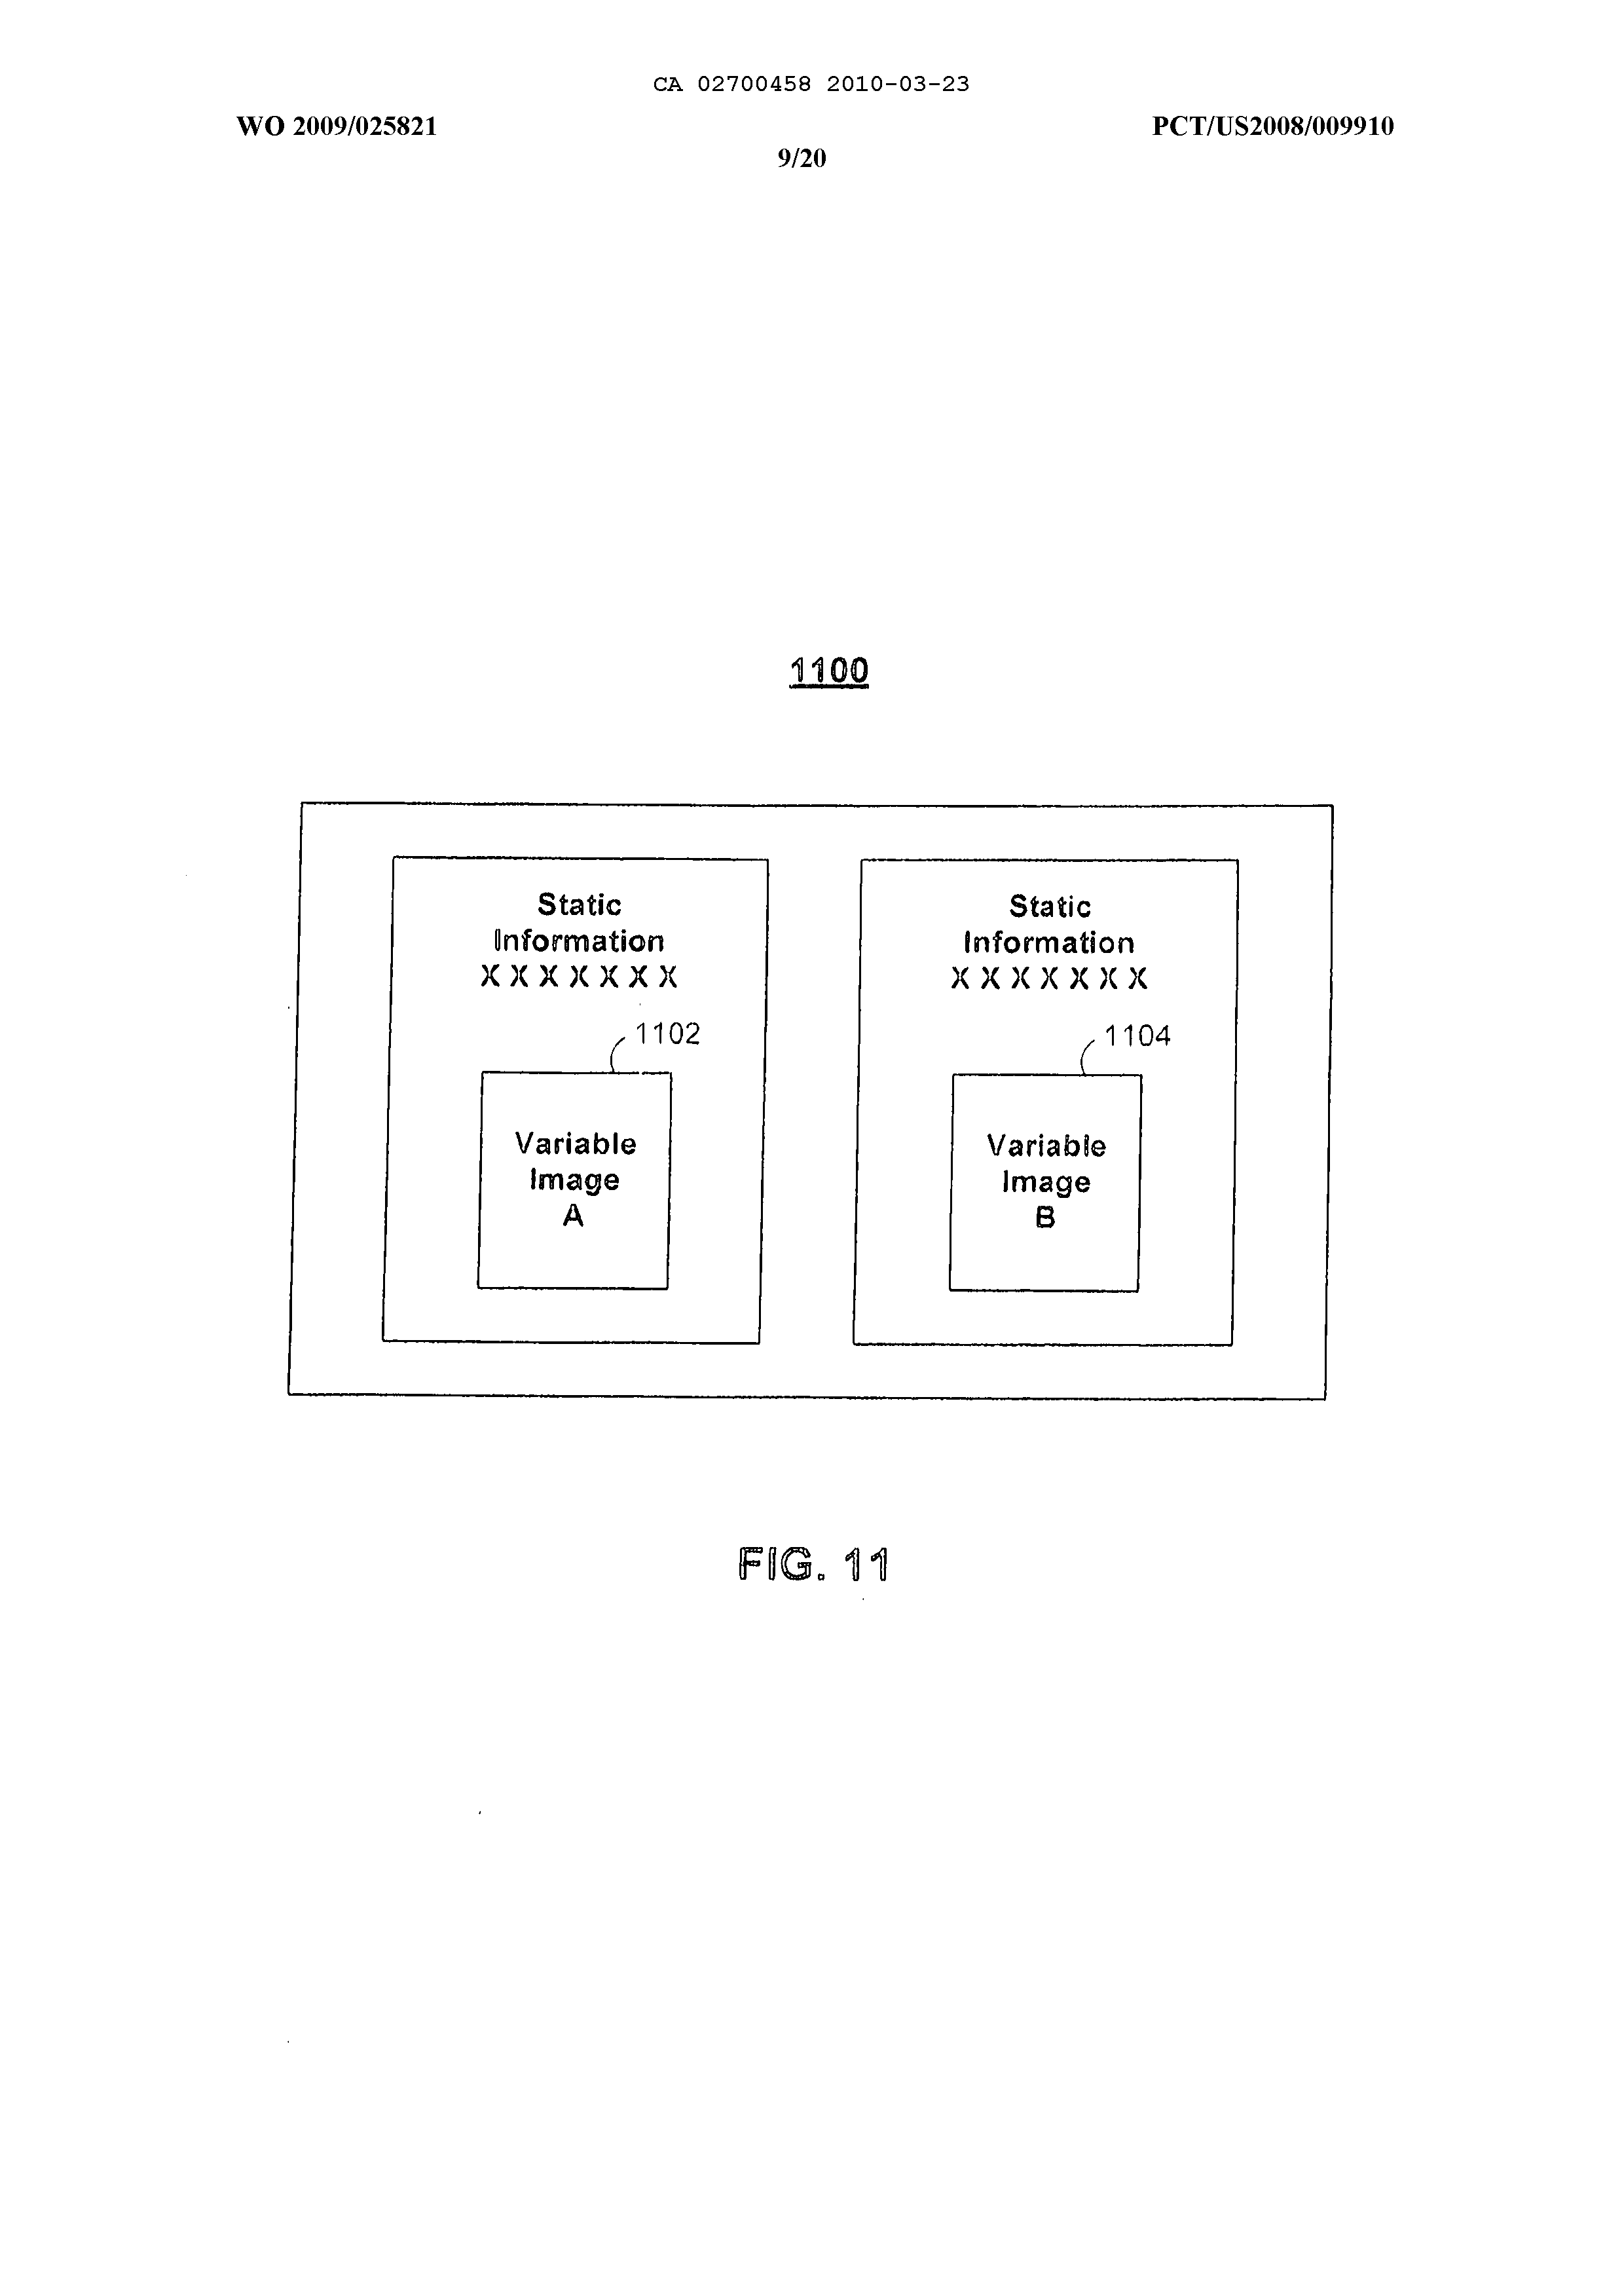 CA 02700458 2010-03-23
WO 2009/025821
PCT/US2008/009910
9/20
1100
Static
Information
X X X X X X X
1102
Variable
Image
A
Static
Information
X X X X X X X
1104
Variable
Image
B
FIG. 11